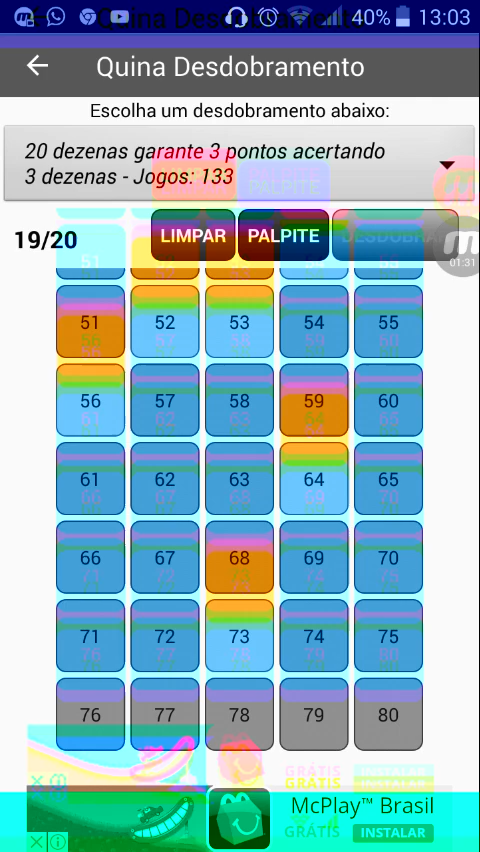 40% 13:03
Quina Desdobramento
Escolha um desdobramento abaixo:
20 dezenas garante 3 pontos acertando
3 dezenas - Jogos: 133
19/20 LIMPAR PALPITE
01:31
51 52 53 54 55
56 57 58 59 60
61 62 63 64 65
66 67 68 69 70
71 72 73 74 75
76 77 78 79 80
McPlay™ Brasil
GRÁTIS INSTALAR